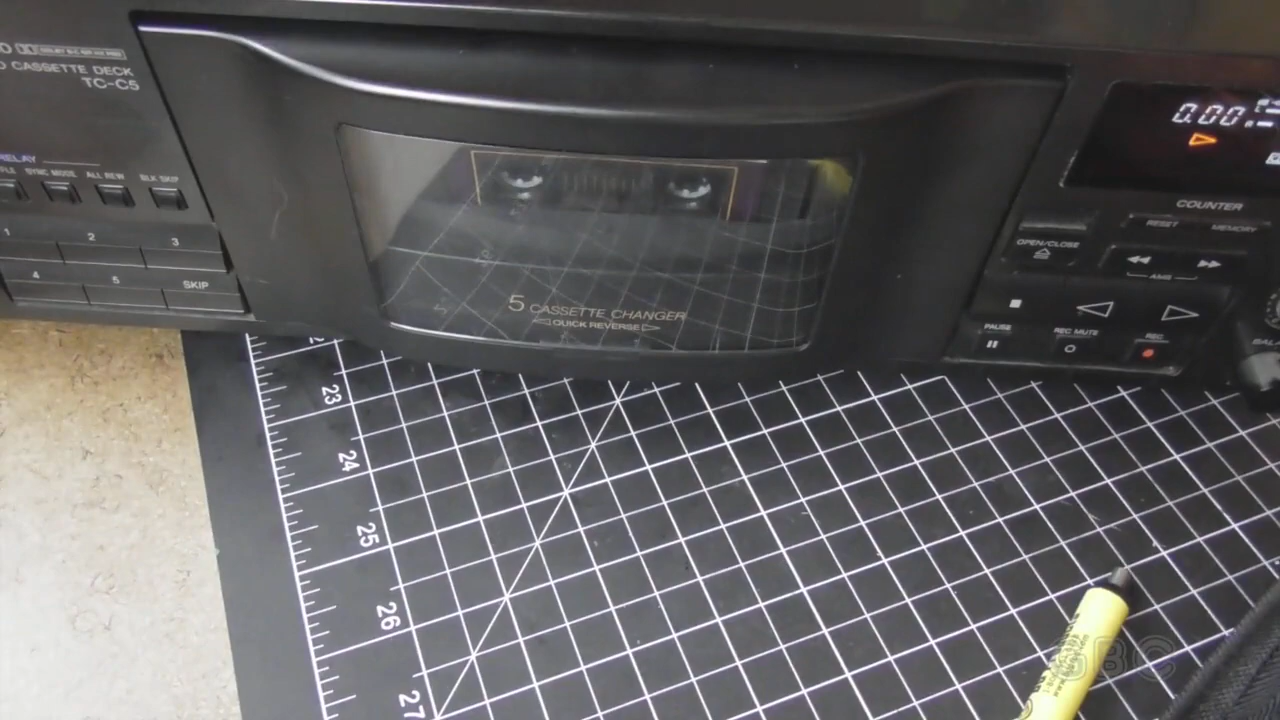 CASSETTE DECK
TC-C5
RELAY
SYNC MODE
ALL REW
BLK SKIP
1
2
3
4
5
SKIP
5 CASSETTE CHANGER
QUICK REVERSE
0.00
COUNTER
RESET
MEMORY
OPEN/CLOSE
AMS
PAUSE
REC MUTE
REC
23
24
25
26
27
GBC